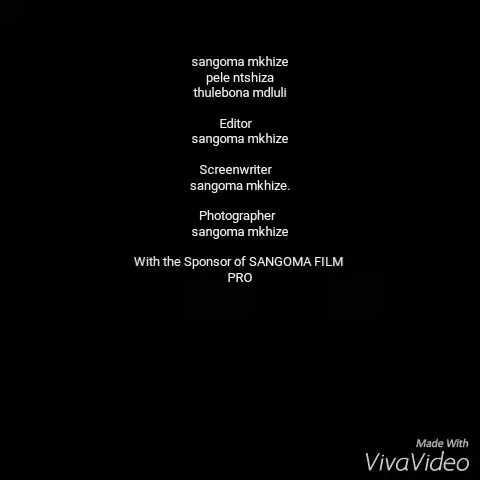 sangoma mkhize
pele ntshiza
thulebona mdluli
Editor
sangoma mkhize
Screenwriter
sangoma mkhize.
Photographer
sangoma mkhize
With the Sponsor of SANGOMA FILM
PRO
Made With
VivaVideo